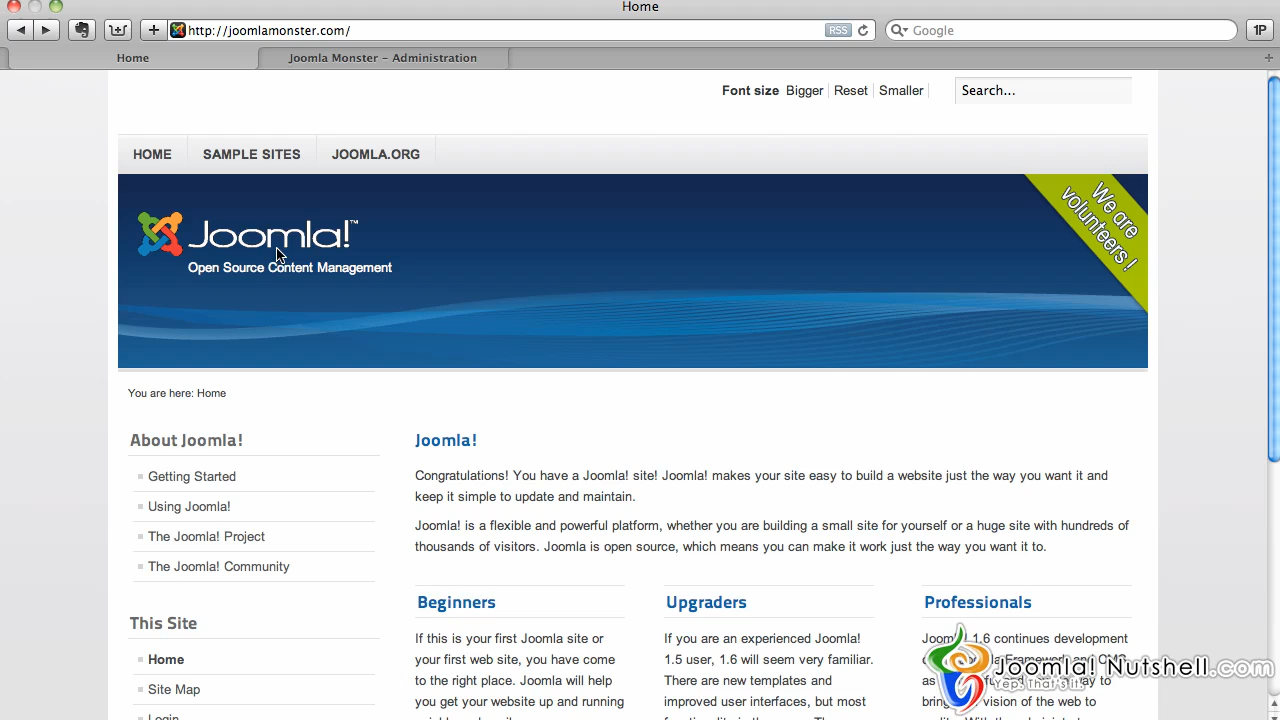 Home
http://joomlamonster.com/
RSS
Google
1P
Home
Joomla Monster – Administration
Font size Bigger Reset Smaller
Search...
HOME SAMPLE SITES JOOMLA.ORG
Joomla!™
Open Source Content Management
We are
volunteers !
You are here: Home
About Joomla!
Getting Started
Using Joomla!
The Joomla! Project
The Joomla! Community
This Site
Home
Site Map
Login
Joomla!
Congratulations! You have a Joomla! site! Joomla! makes your site easy to build a website just the way you want it and
keep it simple to update and maintain.
Joomla! is a flexible and powerful platform, whether you are building a small site for yourself or a huge site with hundreds of
thousands of visitors. Joomla is open source, which means you can make it work just the way you want it to.
Beginners
If this is your first Joomla site or
your first web site, you have come
to the right place. Joomla will help
you get your website up and running
Upgraders
If you are an experienced Joomla!
1.5 user, 1.6 will seem very familiar.
There are new templates and
improved user interfaces, but most
Professionals
Joomla! 1.6 continues development
Joomla! Nutshell.com
Yep! That's it.